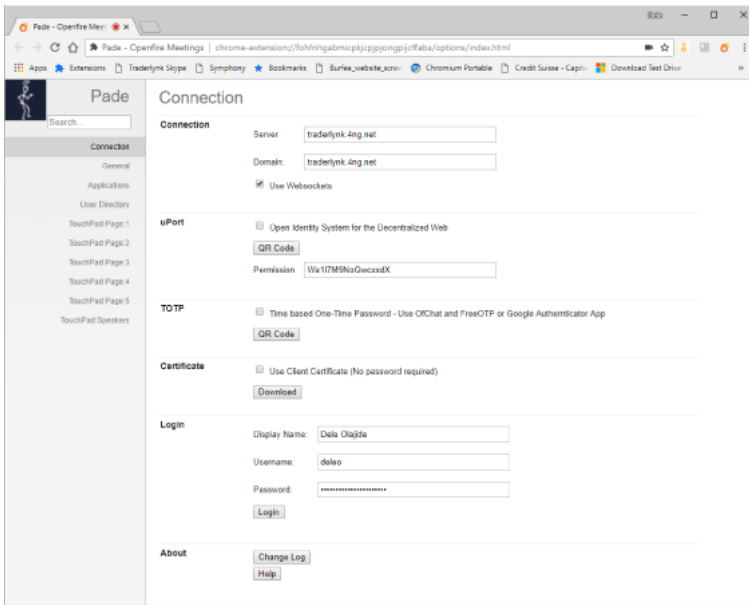 Pade - Openfire Meet
Pade - Openfire Meetings | chrome-extension://fohfnhgabmicpkjcpjpjongpijcffaba/options/index.html
Apps Extensions Traderlynk Skype Symphony Bookmarks Burfee_website_scree Chromium Portable Credit Suisse - Capita Download Test Drive »
Pade
Search...
Connection
General
Applications
User Directory
TouchPad Page:1
TouchPad Page:2
TouchPad Page:3
TouchPad Page:4
TouchPad Page:5
TouchPad Speakers
Connection
Connection
Server traderlynk.4ng.net
Domain: traderlynk.4ng.net
Use Websockets
uPort
Open Identity System for the Decentralized Web
QR Code
Permission Wa1I7M9NoGwcxxdX
TOTP
Time based One-Time Password - Use OfChat and FreeOTP or Google Authernticator App
QR Code
Certificate
Use Client Certificate (No password required)
Download
Login
Display Name: Dele Olajide
Username: deleo
Password:
Login
About
Change Log
Help